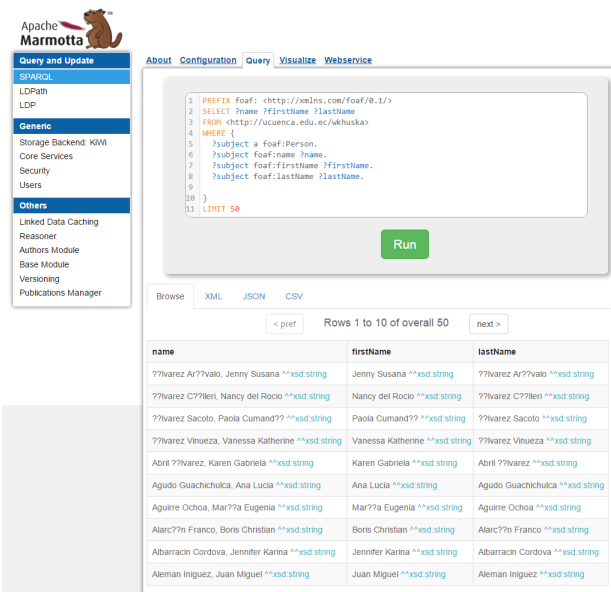 Apache
Marmotta
Query and Update
SPARQL
LDPath
LDP
Generic
Storage Backend: KiWi
Core Services
Security
Users
Others
Linked Data Caching
Reasoner
Authors Module
Base Module
Versioning
Publications Manager
About Configuration Query Visualize Webservice
1 PREFIX foaf: <http://xmlns.com/foaf/0.1/>
2 SELECT ?name ?firstName ?lastName
3 FROM <http://ucuenca.edu.ec/wkhuska>
4 WHERE {
5 ?subject a foaf:Person.
6 ?subject foaf:name ?name.
7 ?subject foaf:firstName ?firstName.
8 ?subject foaf:lastName ?lastName.
9
10 }
11 LIMIT 50
Run
Browse XML JSON CSV
< pref Rows 1 to 10 of overall 50 next >
name firstName lastName
??lvarez Ar??valo, Jenny Susana ^^xsd:string Jenny Susana ^^xsd:string ??lvarez Ar??valo ^^xsd:string
??lvarez C??lleri, Nancy del Rocio ^^xsd:string Nancy del Rocio ^^xsd:string ??lvarez C??lleri ^^xsd:string
??lvarez Sacoto, Paola Cumand?? ^^xsd:string Paola Cumand?? ^^xsd:string ??lvarez Sacoto ^^xsd:string
??lvarez Vinueza, Vanessa Katherine ^^xsd:string Vanessa Katherine ^^xsd:string ??lvarez Vinueza ^^xsd:string
Abril ??lvarez, Karen Gabriela ^^xsd:string Karen Gabriela ^^xsd:string Abril ??lvarez ^^xsd:string
Agudo Guachichulca, Ana Lucia ^^xsd:string Ana Lucia ^^xsd:string Agudo Guachichulca ^^xsd:string
Aguirre Ochoa, Mar??a Eugenia ^^xsd:string Mar??a Eugenia ^^xsd:string Aguirre Ochoa ^^xsd:string
Alarc??n Franco, Boris Christian ^^xsd:string Boris Christian ^^xsd:string Alarc??n Franco ^^xsd:string
Albarracin Cordova, Jennifer Karina ^^xsd:string Jennifer Karina ^^xsd:string Albarracin Cordova ^^xsd:string
Aleman Iniguez, Juan Miguel ^^xsd:string Juan Miguel ^^xsd:string Aleman Iniguez ^^xsd:string